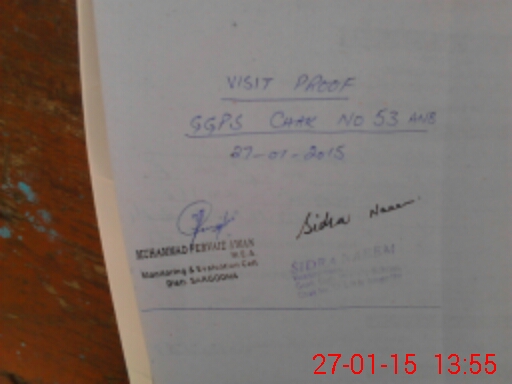 VISIT PROOF
GGPS CHAK NO 53 ANB
27-01-2015
Sidra Naeem
MUHAMMAD PERVAIZ
M.E.A.
Monitoring & Evaluation Cell
Distt: SARGODHA
SIDRA NAEEM
27-01-15 13:55